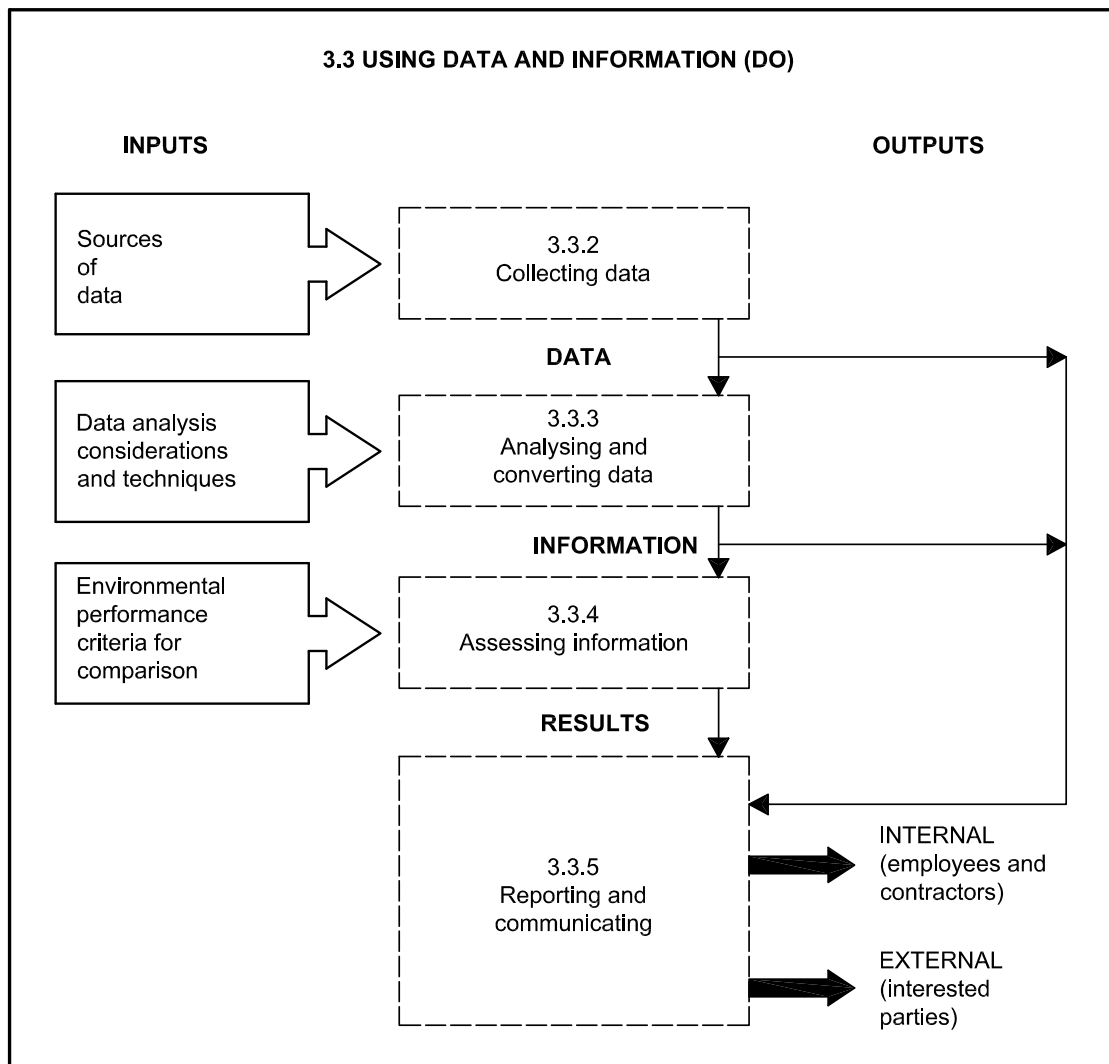 3.3 USING DATA AND INFORMATION (DO)
INPUTS
OUTPUTS
Sources
of
data
3.3.2
Collecting data
DATA
Data analysis
considerations
and techniques
3.3.3
Analysing and
converting data
INFORMATION
Environmental
performance
criteria for
comparison
3.3.4
Assessing information
RESULTS
3.3.5
Reporting and
communicating
INTERNAL
(employees and
contractors)
EXTERNAL
(interested
parties)